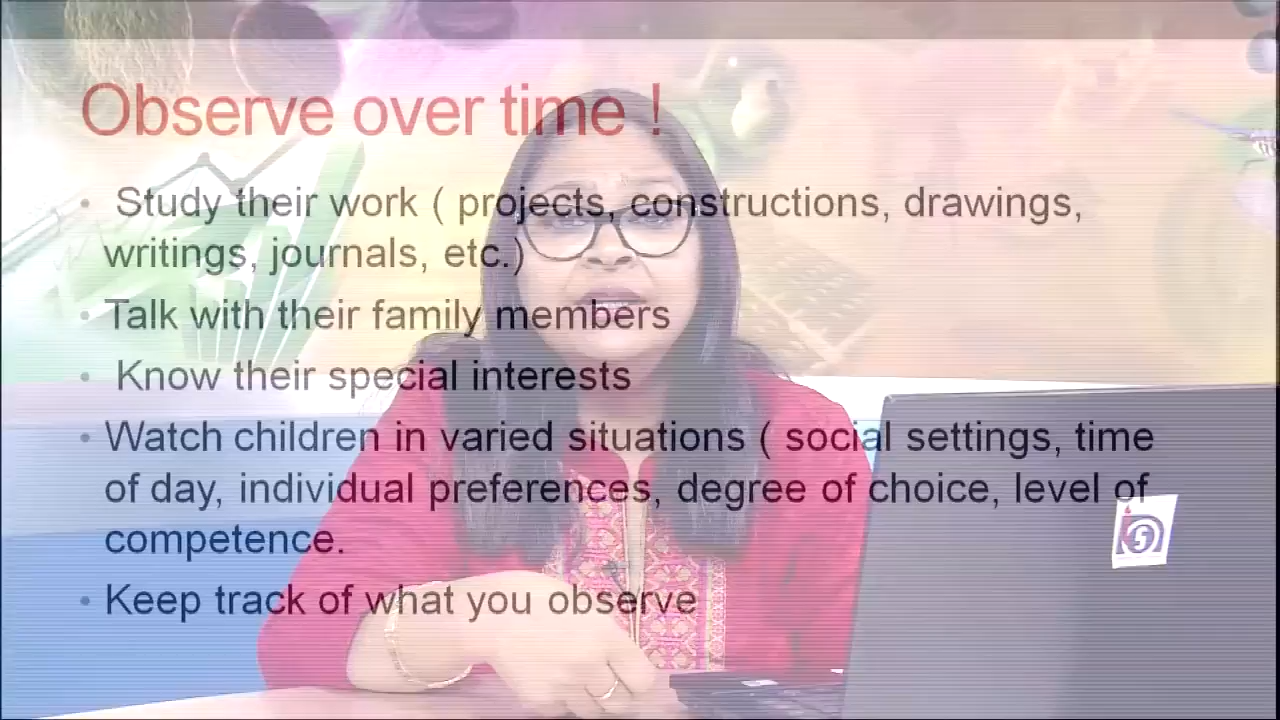 Observe over time !
• Study their work ( projects, constructions, drawings,
writings, journals, etc.)
• Talk with their family members
• Know their special interests
• Watch children in varied situations ( social settings, time
of day, individual preferences, degree of choice, level of
competence.
• Keep track of what you observe